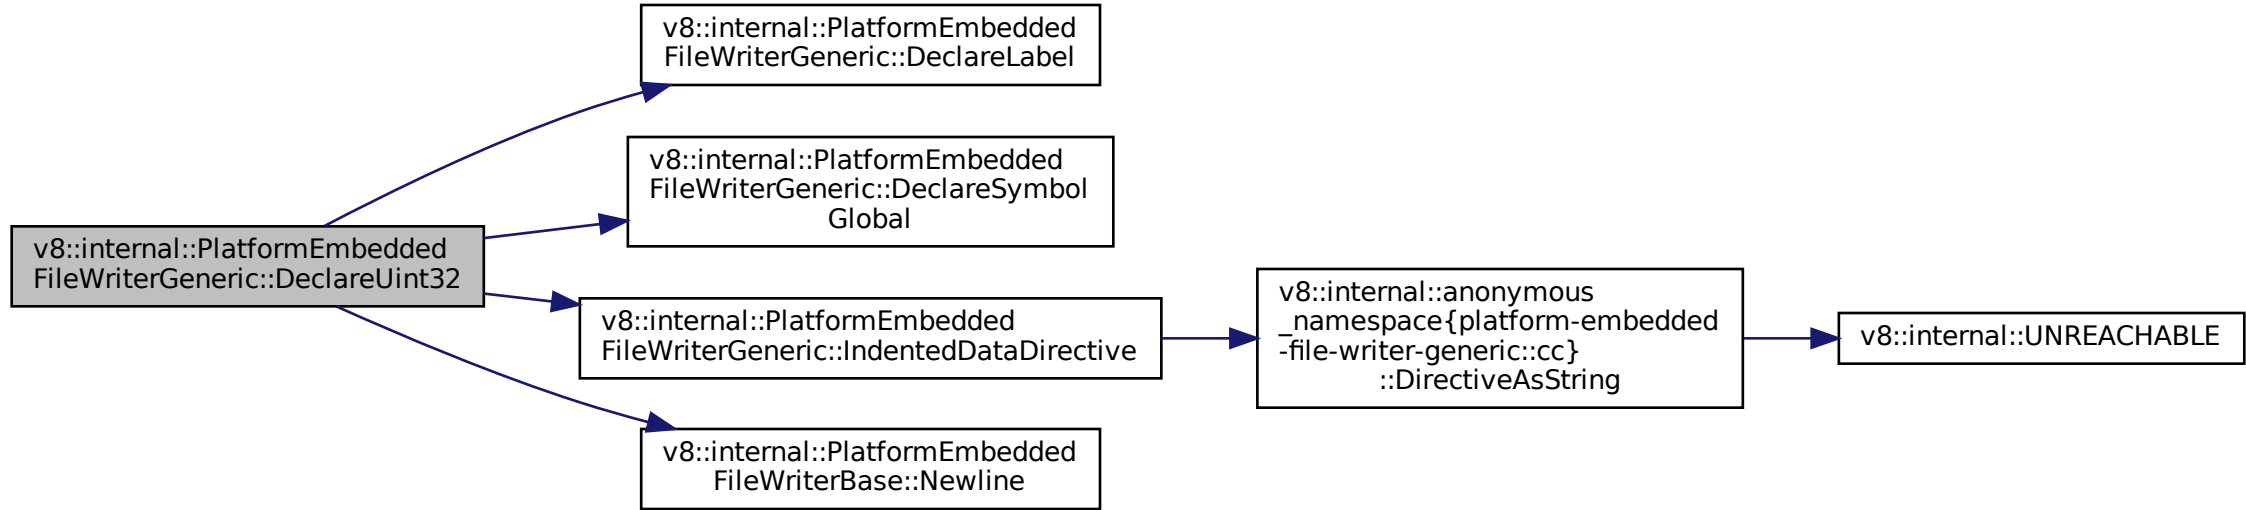 v8::internal::PlatformEmbedded
FileWriterGeneric::DeclareUint32
v8::internal::PlatformEmbedded
FileWriterGeneric::DeclareLabel
v8::internal::PlatformEmbedded
FileWriterGeneric::DeclareSymbol
Global
v8::internal::PlatformEmbedded
FileWriterGeneric::IndentedDataDirective
v8::internal::anonymous
_namespace{platform-embedded
-file-writer-generic::cc}
::DirectiveAsString
v8::internal::UNREACHABLE
v8::internal::PlatformEmbedded
FileWriterBase::Newline